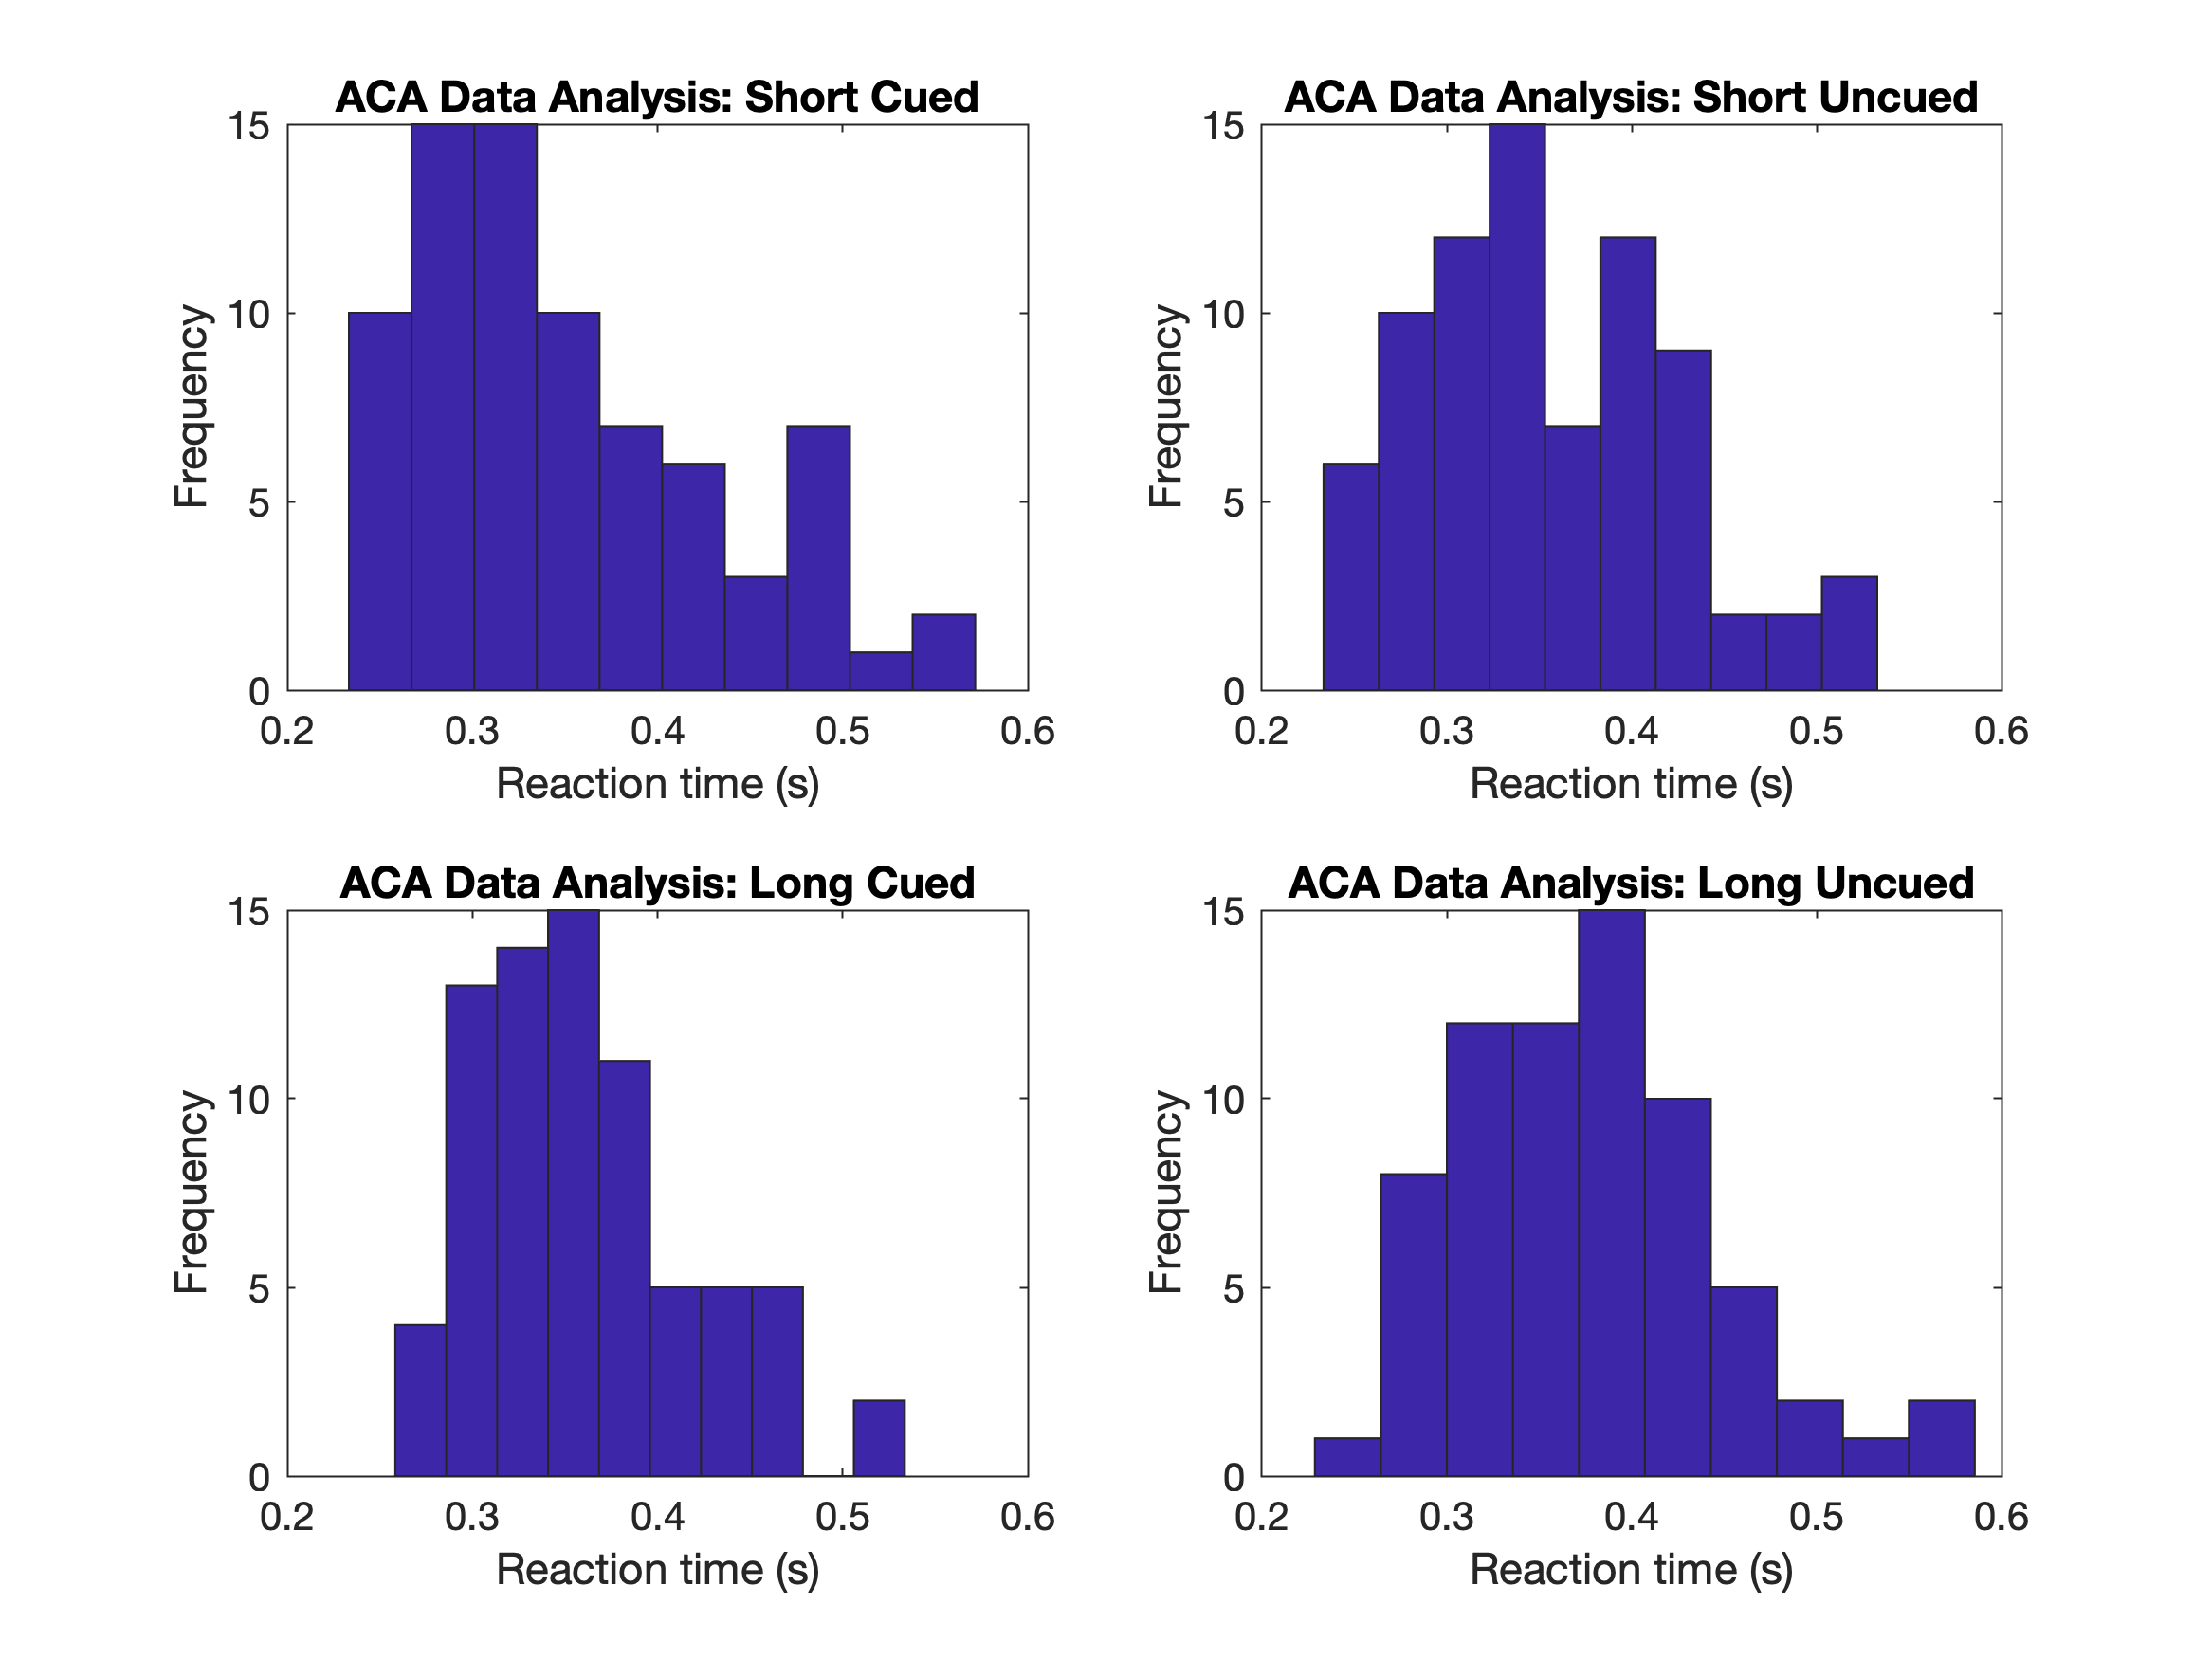 ACA Data Analysis: Short Cued
15
10
5
0
Frequency
0.2 0.3 0.4 0.5 0.6
Reaction time (s)
ACA Data Analysis: Short Uncued
15
10
5
0
Frequency
0.2 0.3 0.4 0.5 0.6
Reaction time (s)
ACA Data Analysis: Long Cued
15
10
5
0
Frequency
0.2 0.3 0.4 0.5 0.6
Reaction time (s)
ACA Data Analysis: Long Uncued
15
10
5
0
Frequency
0.2 0.3 0.4 0.5 0.6
Reaction time (s)